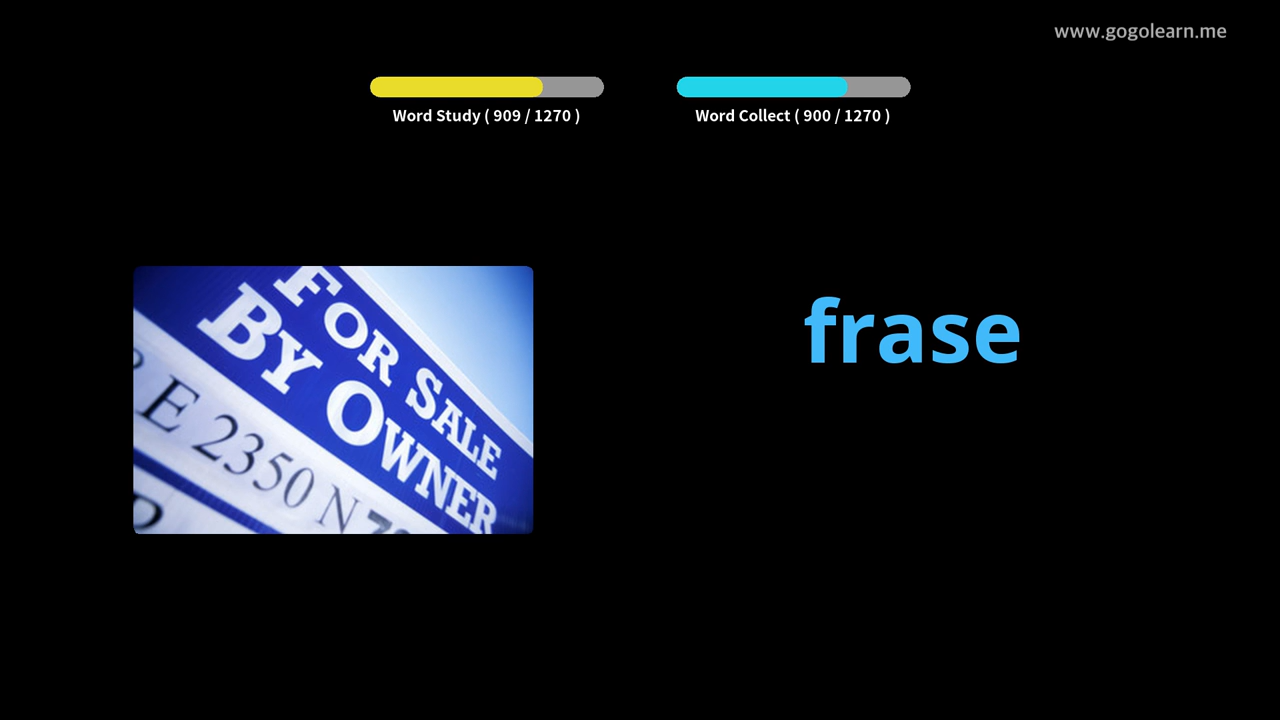 www.gogolearn.me
Word Study ( 909 / 1270 )
Word Collect ( 900 / 1270 )
FOR SALE
BY OWNER
E 2350 N
frase